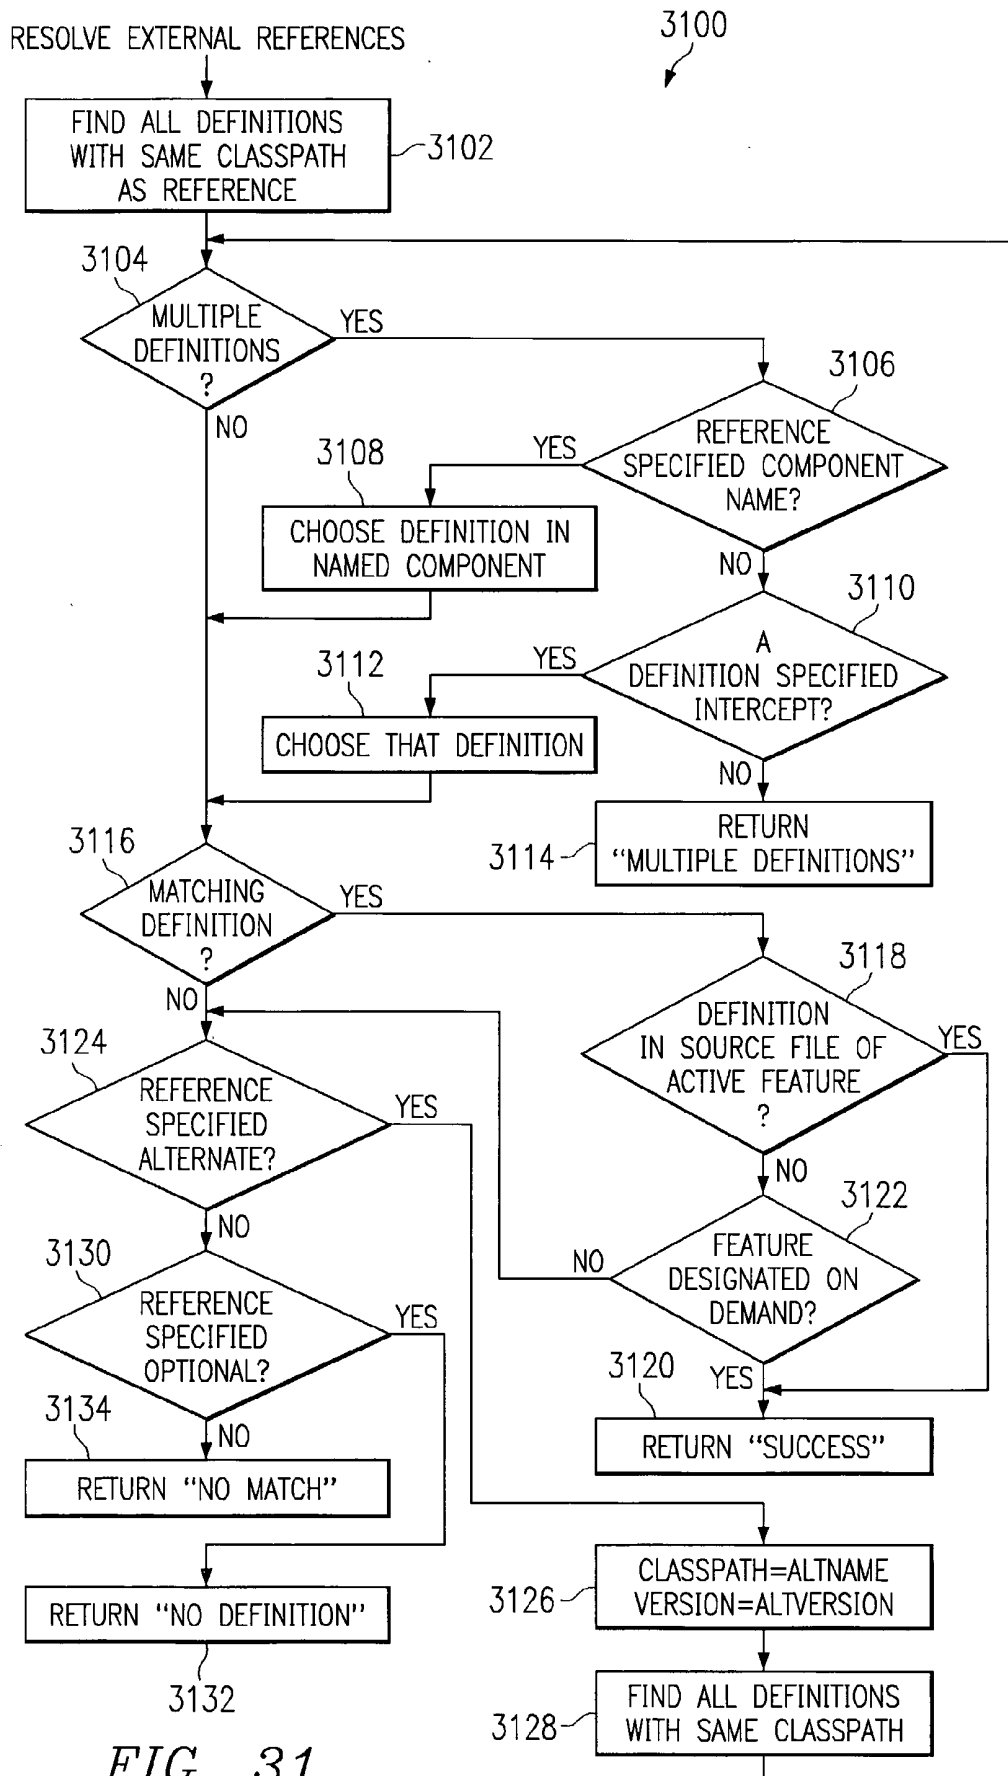 RESOLVE EXTERNAL REFERENCES
3100
FIND ALL DEFINITIONS
WITH SAME CLASSPATH
AS REFERENCE
3102
3104
MULTIPLE
DEFINITIONS
?
YES
NO
3106
REFERENCE
SPECIFIED COMPONENT
NAME?
YES
NO
3108
CHOOSE DEFINITION IN
NAMED COMPONENT
3110
A
DEFINITION SPECIFIED
INTERCEPT?
YES
NO
3112
CHOOSE THAT DEFINITION
RETURN
“MULTIPLE DEFINITIONS”
3114
3116
MATCHING
DEFINITION
?
YES
NO
3118
DEFINITION
IN SOURCE FILE OF
ACTIVE FEATURE
?
YES
NO
3124
REFERENCE
SPECIFIED
ALTERNATE?
YES
NO
3122
FEATURE
DESIGNATED ON
DEMAND?
NO
YES
3130
REFERENCE
SPECIFIED
OPTIONAL?
YES
NO
3120
RETURN “SUCCESS”
3134
RETURN “NO MATCH”
CLASSPATH=ALTNAME
VERSION=ALTVERSION
3126
RETURN “NO DEFINITION”
3132
FIND ALL DEFINITIONS
WITH SAME CLASSPATH
3128
FIG. 31